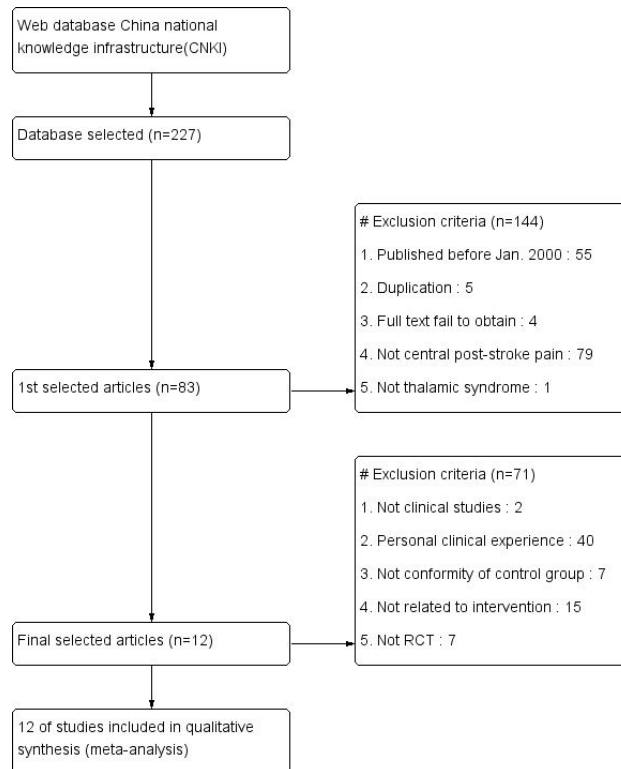 Web database China national
knowledge infrastructure(CNKI)
Database selected (n=227)
# Exclusion criteria (n=144)
1. Published before Jan. 2000 : 55
2. Duplication : 5
3. Full text fail to obtain : 4
4. Not central post-stroke pain : 79
5. Not thalamic syndrome : 1
1st selected articles (n=83)
# Exclusion criteria (n=71)
1. Not clinical studies : 2
2. Personal clinical experience : 40
3. Not conformity of control group : 7
4. Not related to intervention : 15
5. Not RCT : 7
Final selected articles (n=12)
12 of studies included in qualitative
synthesis (meta-analysis)